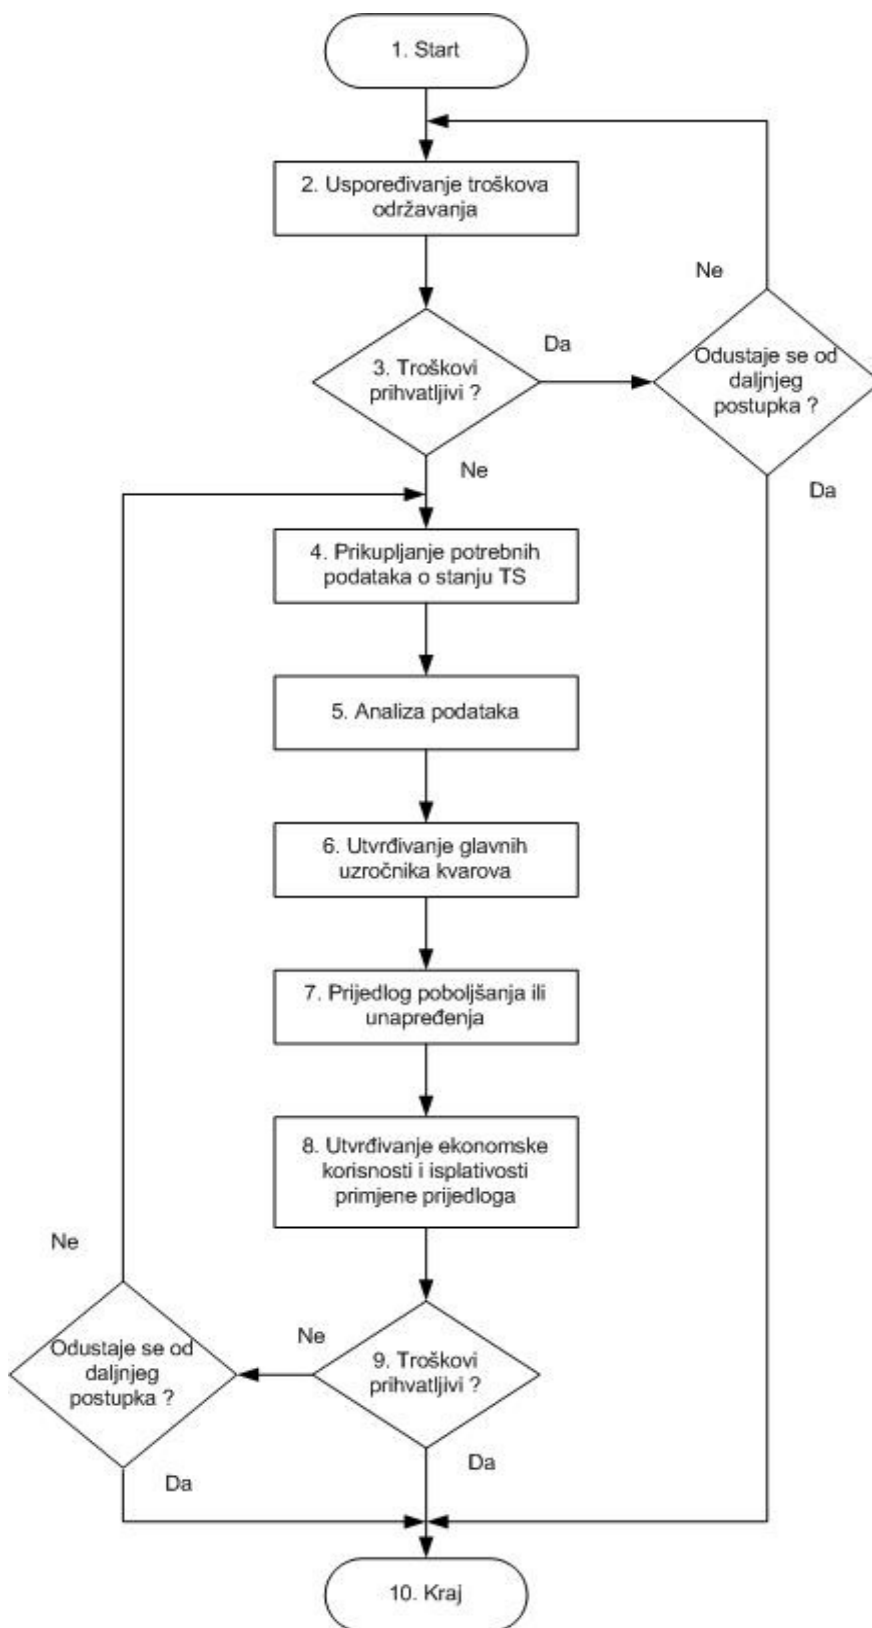 1. Start
2. Uspoređivanje troškova
održavanja
Ne
Da
3. Troškovi
prihvatljivi ?
Odustaje se od
daljnjeg
postupka ?
Ne
Da
4. Prikupljanje potrebnih
podataka o stanju TS
5. Analiza podataka
6. Utvrđivanje glavnih
uzročnika kvarova
7. Prijedlog poboljšanja ili
unapređenja
8. Utvrđivanje ekonomske
korisnosti i isplativosti
primjene prijedloga
Ne
Ne
Odustaje se od
daljnjeg
postupka ?
9. Troškovi
prihvatljivi ?
Da
Da
10. Kraj